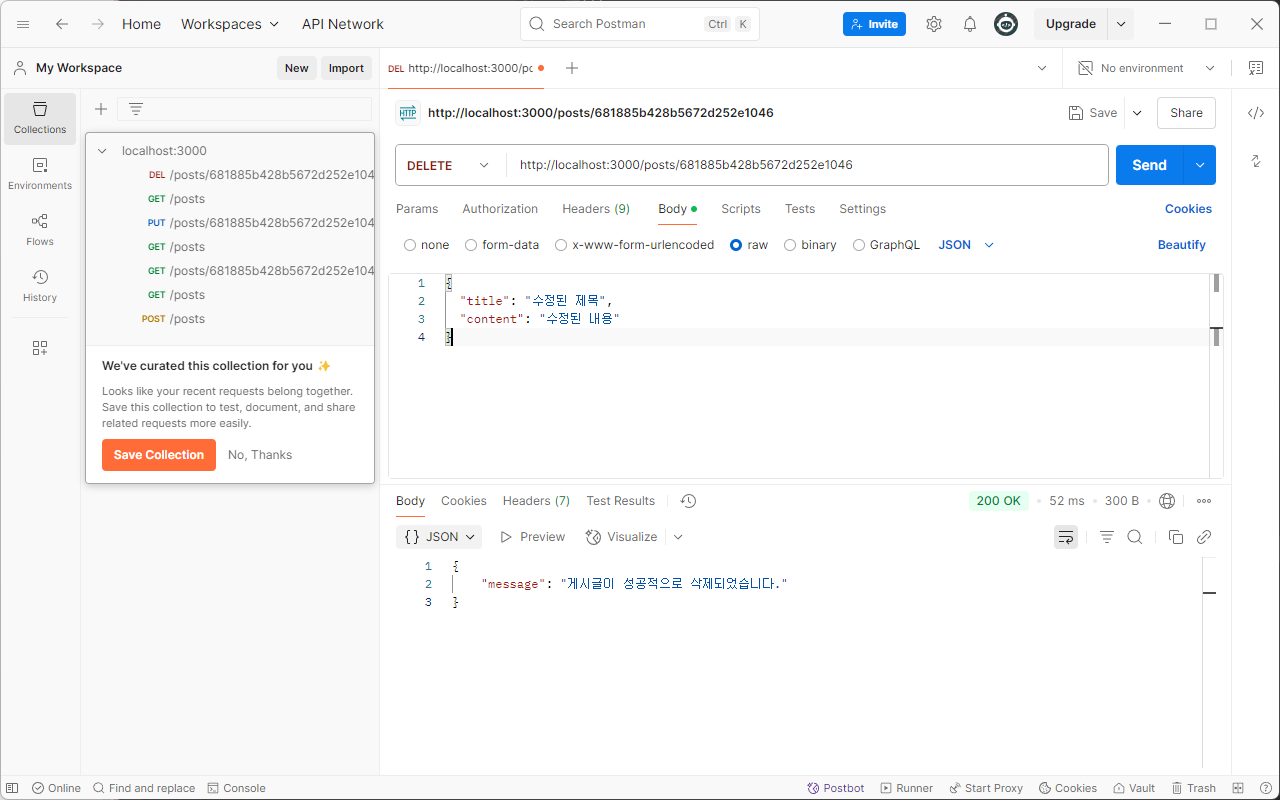 Home Workspaces API Network Search Postman Ctrl K Invite Upgrade
My Workspace New Import DEL http://localhost:3000/po No environment
Collections
Environments
Flows
History
localhost:3000
DEL /posts/681885b428b5672d252e104
GET /posts
PUT /posts/681885b428b5672d252e104
GET /posts
GET /posts/681885b428b5672d252e104
GET /posts
POST /posts
We've curated this collection for you ✨
Looks like your recent requests belong together.
Save this collection to test, document, and share
related requests more easily.
Save Collection No, Thanks
HTTP http://localhost:3000/posts/681885b428b5672d252e1046 Save Share
DELETE http://localhost:3000/posts/681885b428b5672d252e1046 Send
Params Authorization Headers (9) Body Scripts Tests Settings Cookies
none form-data x-www-form-urlencoded raw binary GraphQL JSON Beautify
1 {
2 "title": "수정된 제목",
3 "content": "수정된 내용"
4 }
Body Cookies Headers (7) Test Results 200 OK 52 ms 300 B
{} JSON Preview Visualize
1 {
2 "message": "게시글이 성공적으로 삭제되었습니다."
3 }
Online Find and replace Console Postbot Runner Start Proxy Cookies Vault Trash